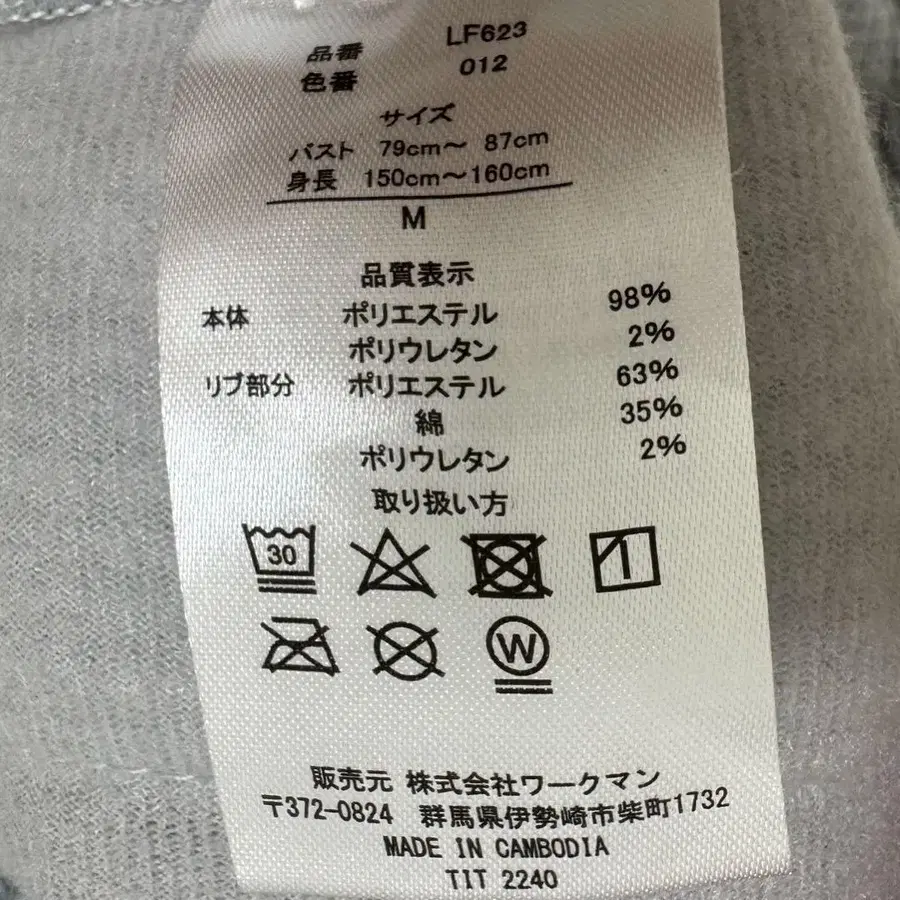 品番 LF623
色番 012
サイズ
バスト 79cm～ 87cm
身長 150cm～160cm
M
品質表示
本体 ポリエステル 98%
ポリウレタン 2%
リブ部分 ポリエステル 63%
綿 35%
ポリウレタン 2%
取り扱い方
30
W
販売元 株式会社ワークマン
〒372-0824 群馬県伊勢崎市柴町1732
MADE IN CAMBODIA
TIT 2240